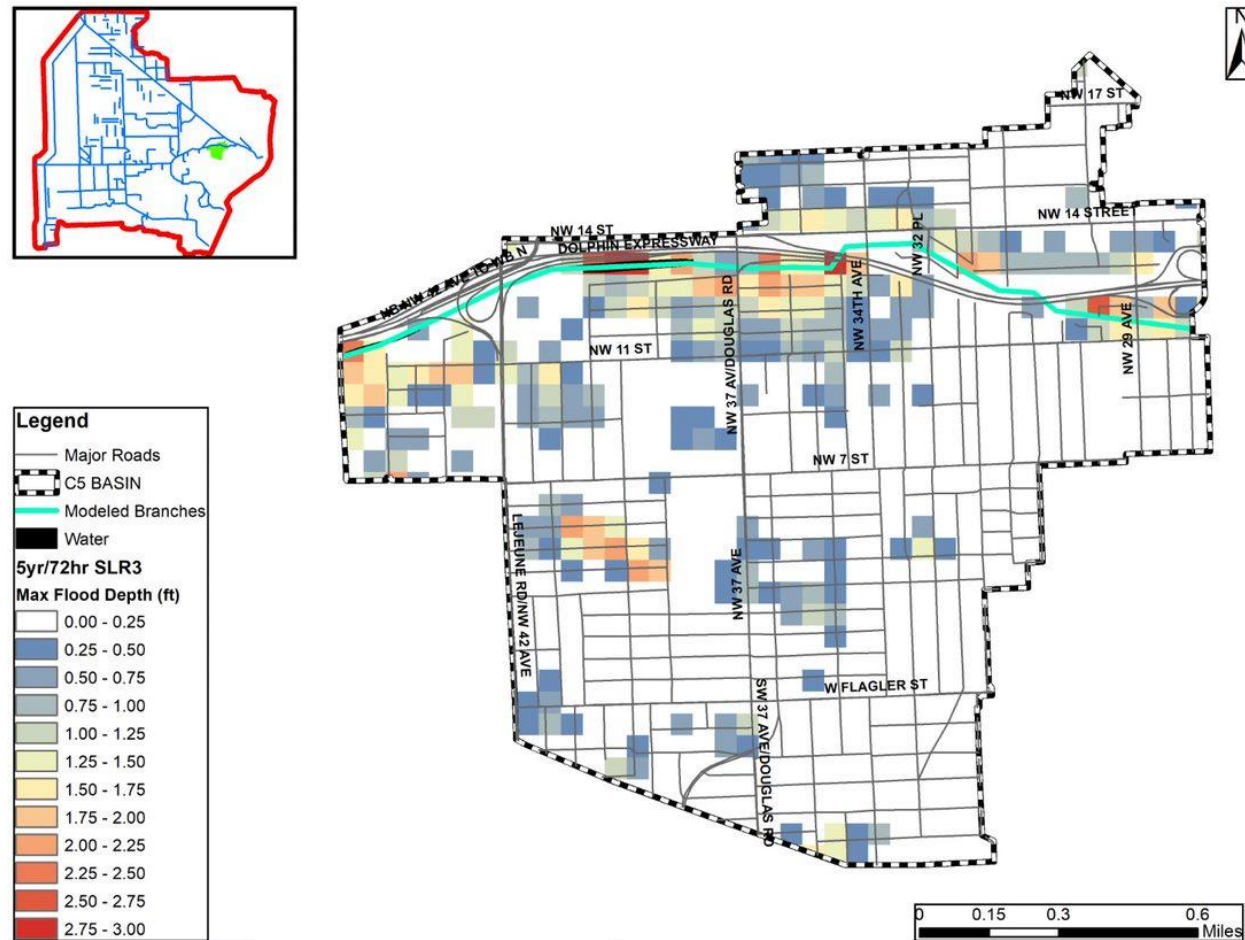 N
NW 17 ST
NW 14 STREET
NW 14 ST
DOLPHIN EXPRESSWAY
NW 32 PL
NW 34TH AVE
NW 37 AV/DOUGLAS RD
NW 11 ST
NW 29 AVE
NW 7 ST
LEJEUNE RD/NW 42 AVE
NW 37 AVE
W FLAGLER ST
SW 37 AVE/DOUGLAS RD
Legend
Major Roads
C5 BASIN
Modeled Branches
Water
5yr/72hr SLR3
Max Flood Depth (ft)
0.00 - 0.25
0.25 - 0.50
0.50 - 0.75
0.75 - 1.00
1.00 - 1.25
1.25 - 1.50
1.50 - 1.75
1.75 - 2.00
2.00 - 2.25
2.25 - 2.50
2.50 - 2.75
2.75 - 3.00
0 0.15 0.3 0.6
Miles